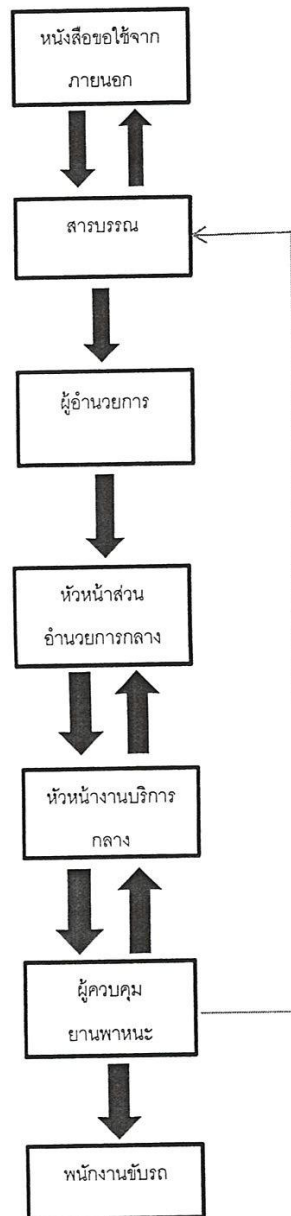 หนังสือขอใช้จาก
ภายนอก
สารบรรณ
ผู้อำนวยการ
หัวหน้าส่วน
อำนวยการกลาง
หัวหน้างานบริการ
กลาง
ผู้ควบคุม
ยานพาหนะ
พนักงานขับรถ